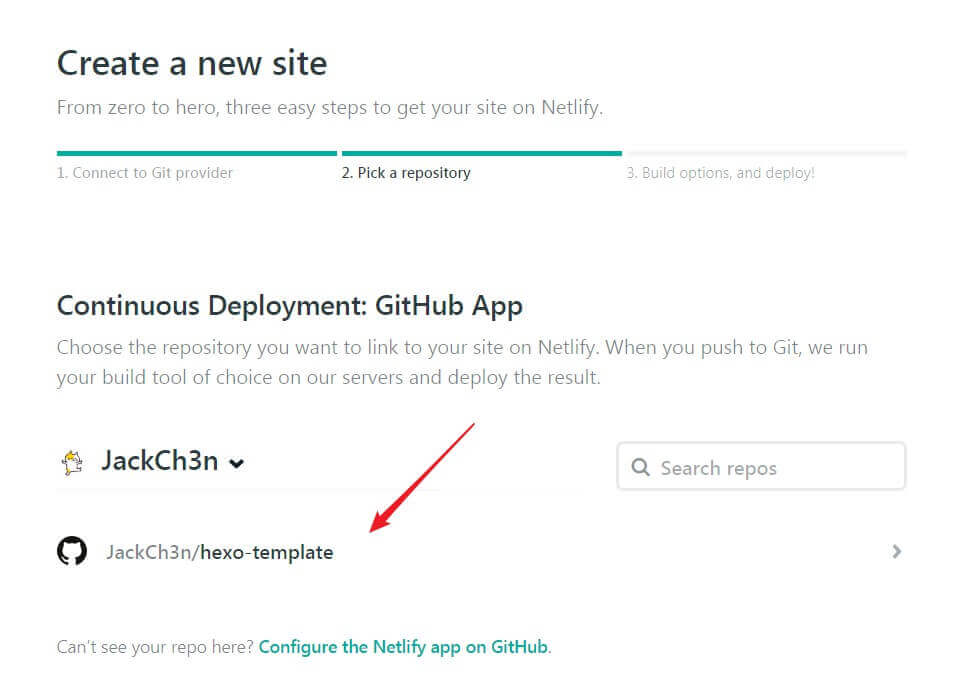 Create a new site
From zero to hero, three easy steps to get your site on Netlify.
1. Connect to Git provider
2. Pick a repository
3. Build options, and deploy!
Continuous Deployment: GitHub App
Choose the repository you want to link to your site on Netlify. When you push to Git, we run
your build tool of choice on our servers and deploy the result.
JackCh3n
Search repos
JackCh3n/hexo-template
Can't see your repo here? Configure the Netlify app on GitHub.